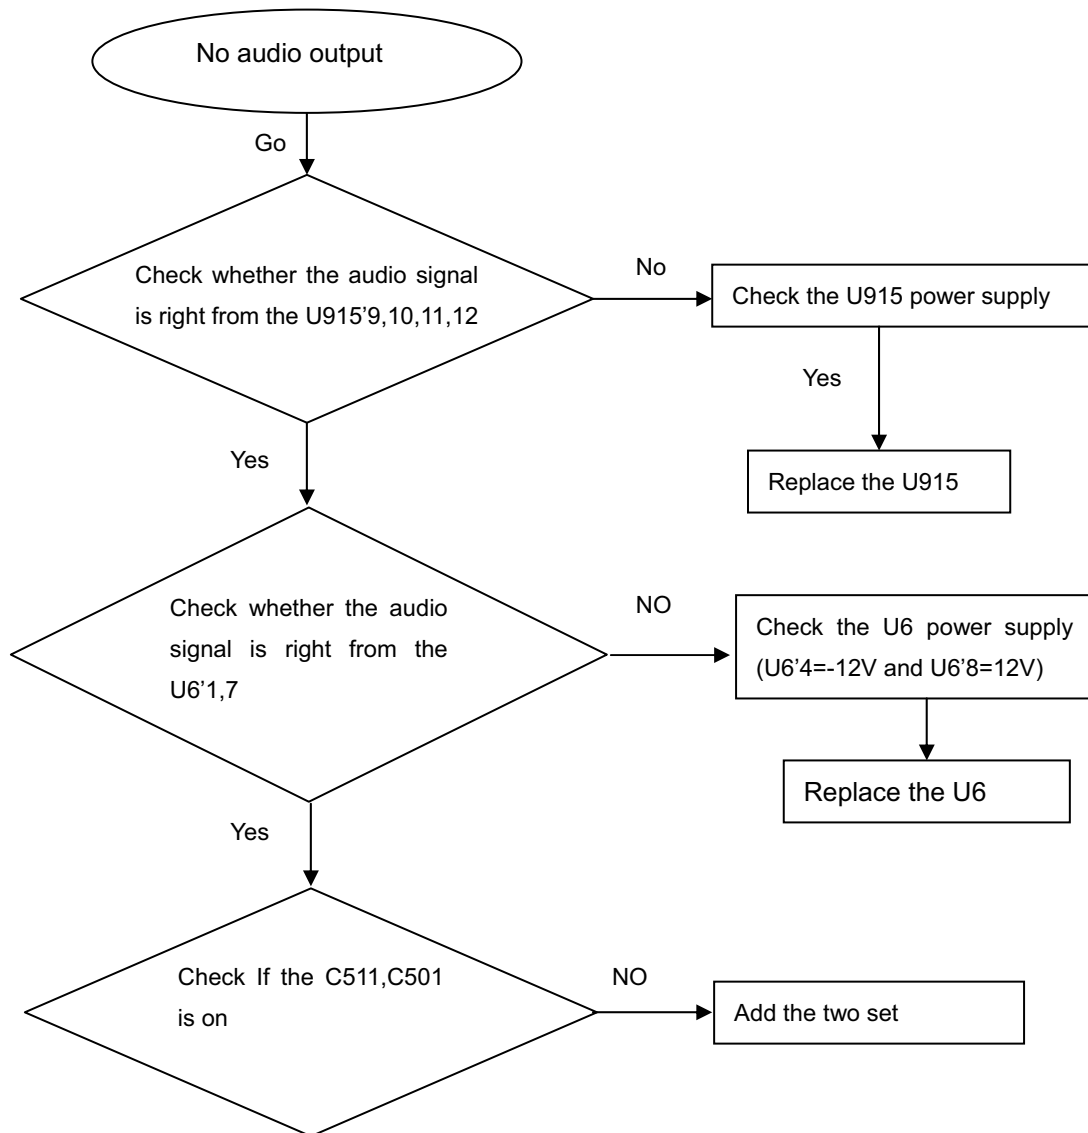 No audio output
Go
Check whether the audio signal
is right from the U915’9,10,11,12
No
Check the U915 power supply
Yes
Replace the U915
Yes
Check whether the audio
signal is right from the
U6’1,7
NO
Check the U6 power supply
(U6’4=-12V and U6’8=12V)
Replace the U6
Yes
Check If the C511,C501
is on
NO
Add the two set